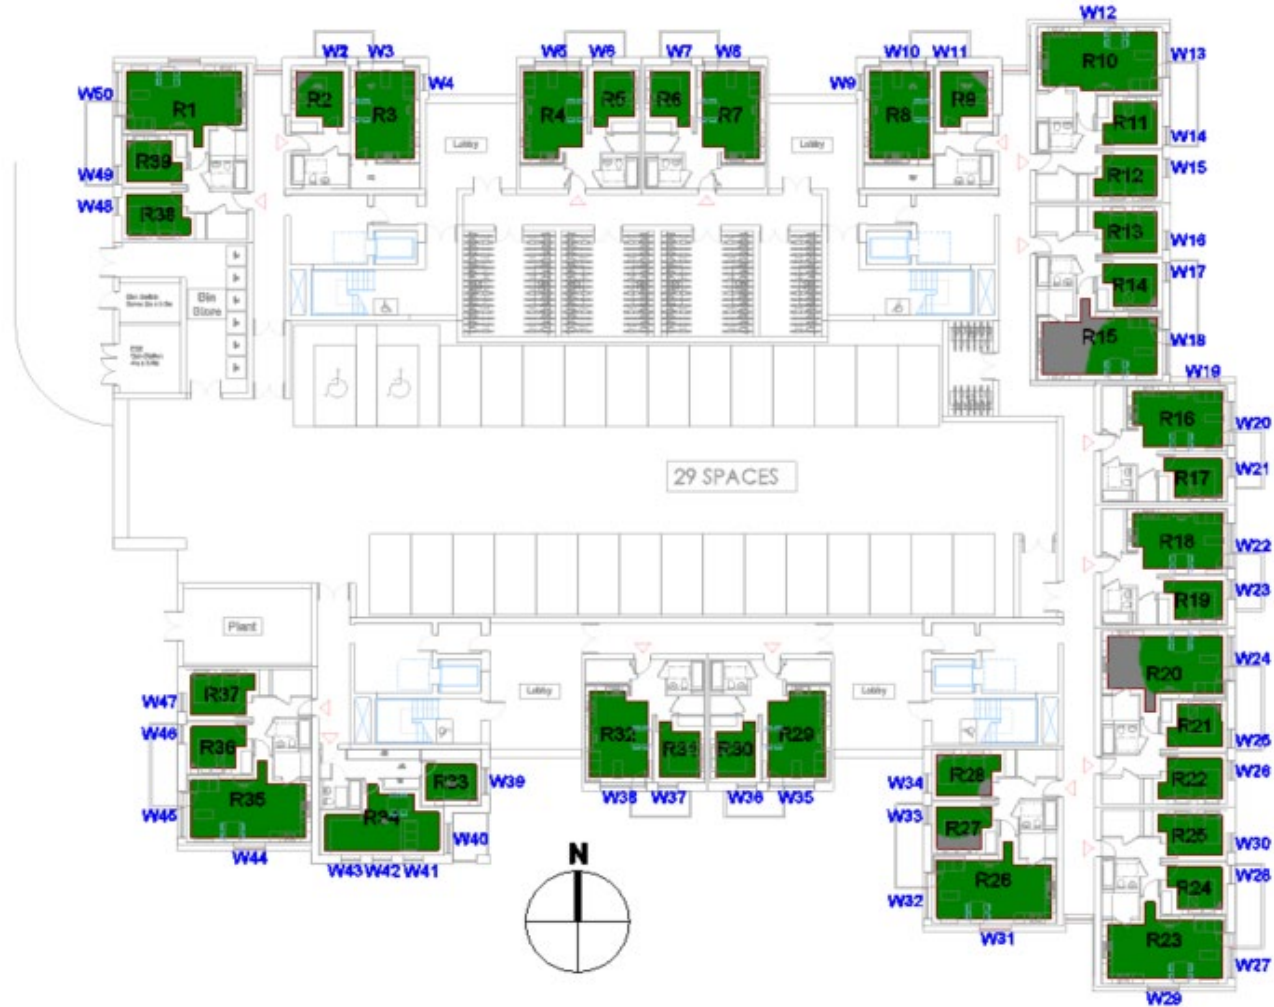 W12
W2 W3 W5 W6 W7 W8 W10 W11
W13
R10
W50 W4 W9
R1 R2 R3 R4 R5 R6 R7 R8 R9
R11
W14
Lobby Lobby
W49 R39 R12 W15
W48 R38 R13 W16
W17
R14
Bin
Store
R15 W18
W19
R16 W20
29 SPACES
R17 W21
R18 W22
R19 W23
Plant
R20 W24
W47 R37 Lobby Lobby
W46 R36 R32 R31 R30 R29 R21 W25
W39 R33 W34 R28 R22 W26
W38 W37 W36 W35
W45 R35 R34 W40 W33 R27 R25 W30
N
W44 W43 W42 W41 R24 W28
W32 R26
W31 R23 W27
W29